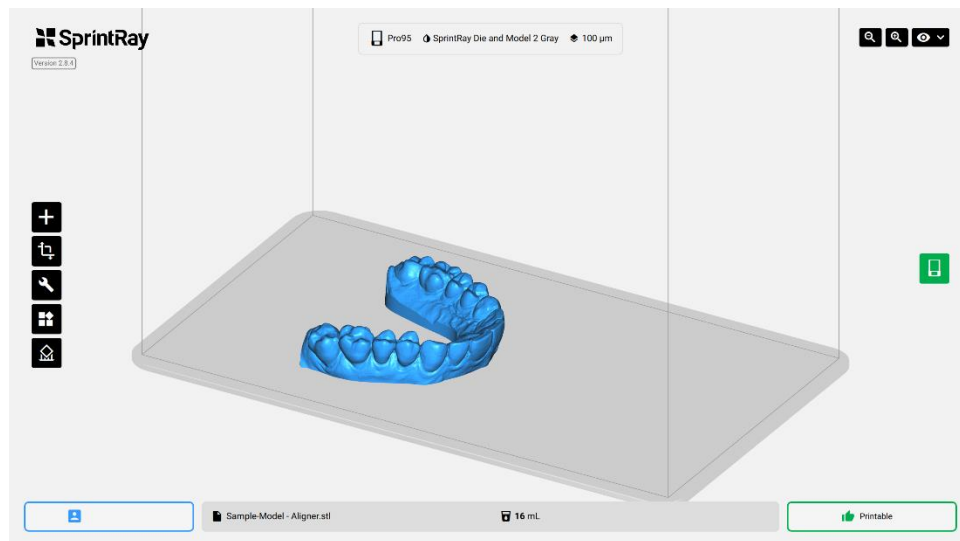 SprintRay
Version 2.8.4
Pro95 SprintRay Die and Model 2 Gray 100 µm
Sample-Model - Aligner.stl
16 mL
Printable